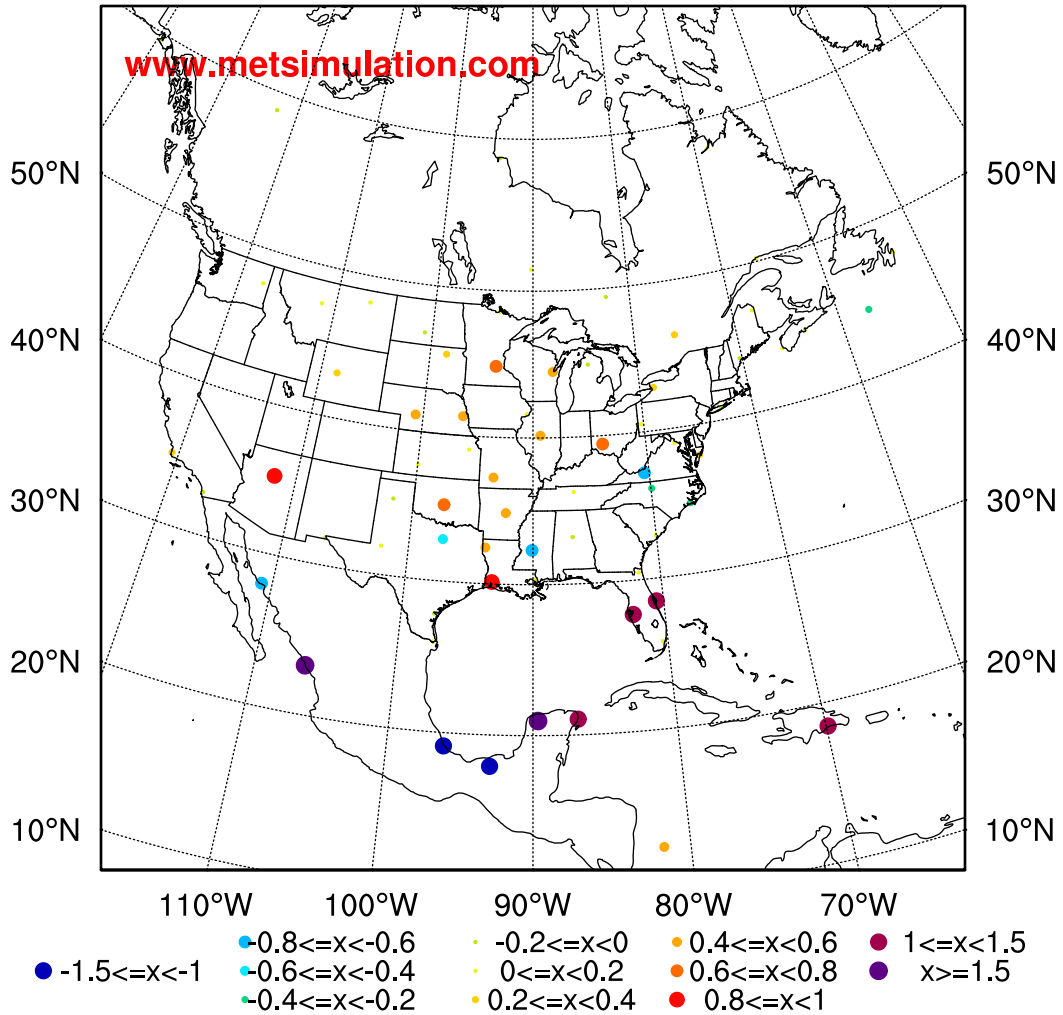 www.metsimulation.com
50°N 50°N
40°N 40°N
30°N 30°N
20°N 20°N
10°N 10°N
110°W 100°W 90°W 80°W 70°W
-0.8<=x<-0.6 -0.2<=x<0 0.4<=x<0.6 1<=x<1.5
-1.5<=x<-1 -0.6<=x<-0.4 0<=x<0.2 0.6<=x<0.8 x>=1.5
-0.4<=x<-0.2 0.2<=x<0.4 0.8<=x<1